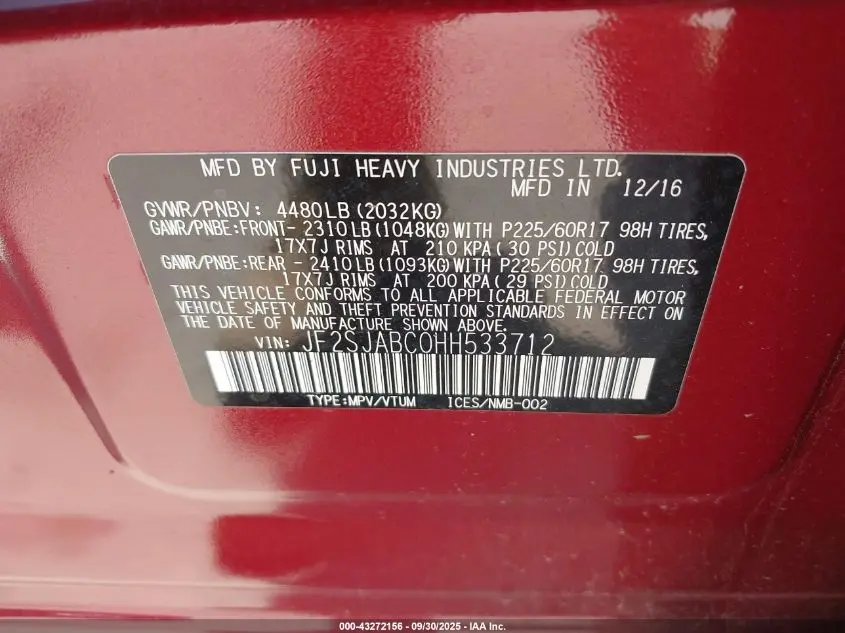 MFD BY FUJI HEAVY INDUSTRIES LTD.
MFD IN 12/16
GVWR/PNBV: 4480LB (2032KG)
GAWR/PNBE:FRONT- 2310LB (1048KG) WITH P225/60R17 98H TIRES,
17X7J RIMS AT 210 KPA ( 30 PSI) COLD
GAWR/PNBE:REAR - 2410LB (1093KG) WITH P225/60R17 98H TIRES,
17X7J RIMS AT 200 KPA ( 29 PSI) COLD
THIS VEHICLE CONFORMS TO ALL APPLICABLE FEDERAL MOTOR
VEHICLE SAFETY AND THEFT PREVENTION STANDARDS IN EFFECT ON
THE DATE OF MANUFACTURE SHOWN ABOVE.
VIN: JF2SJABC0HH533712
TYPE:MPV/VTUM ICES/NMB-002
000-43272156 - 09/30/2025 - IAA Inc.